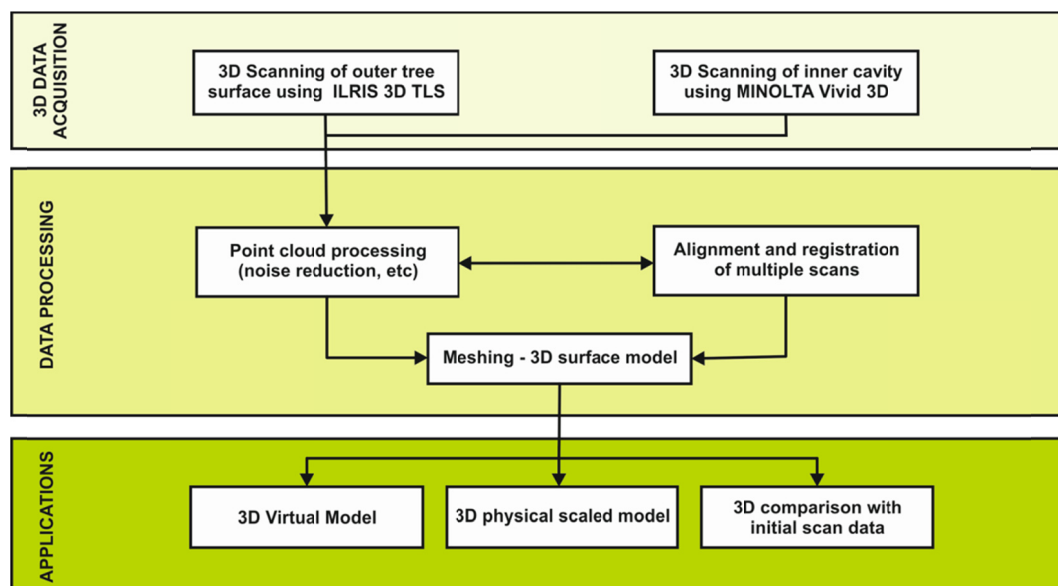 3D DATA
ACQUISITION
3D Scanning of outer tree
surface using ILRIS 3D TLS
3D Scanning of inner cavity
using MINOLTA Vivid 3D
DATA PROCESSING
Point cloud processing
(noise reduction, etc)
Alignment and registration
of multiple scans
Meshing - 3D surface model
APPLICATIONS
3D Virtual Model
3D physical scaled model
3D comparison with
initial scan data